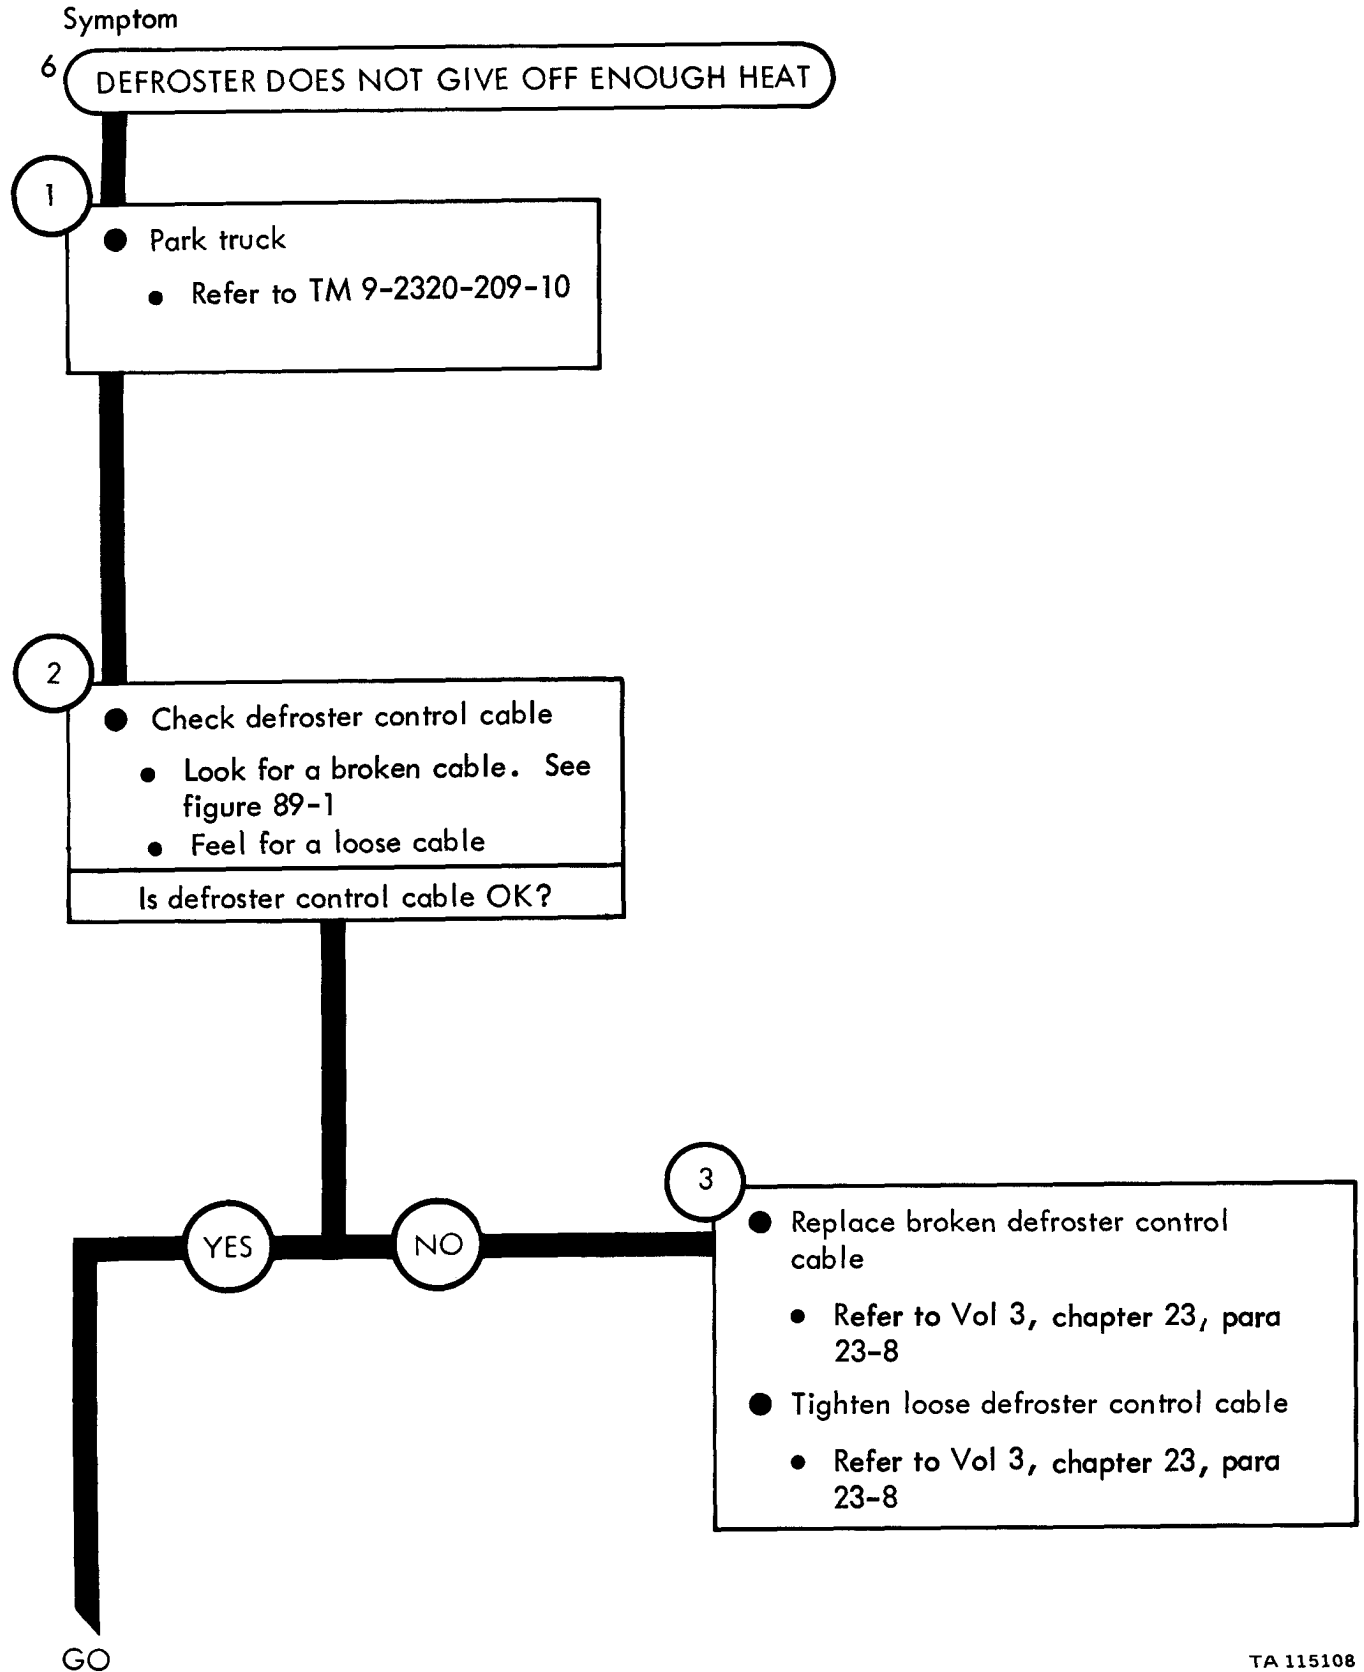 Symptom
6
DEFROSTER DOES NOT GIVE OFF ENOUGH HEAT
1
● Park truck
● Refer to TM 9-2320-209-10
2
● Check defroster control cable
● Look for a broken cable. See
figure 89-1
● Feel for a loose cable
Is defroster control cable OK?
YES
NO
3
● Replace broken defroster control
cable
● Refer to Vol 3, chapter 23, para
23-8
● Tighten loose defroster control cable
● Refer to Vol 3, chapter 23, para
23-8
GO
TA 115108